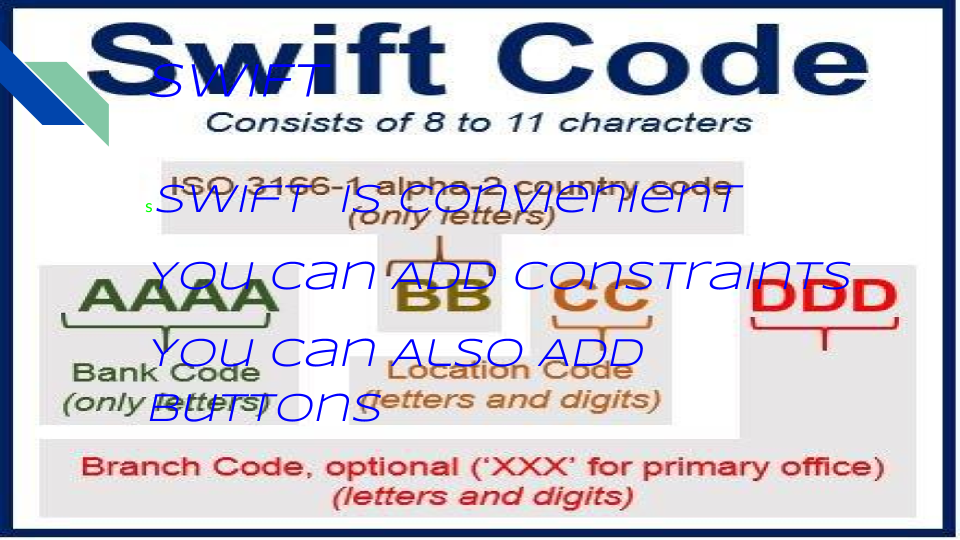 Swift Code
SWIFT
Consists of 8 to 11 characters
ISO 3166-1 alpha-2 country code
s SWIFT is convienient
(only letters)
You can add constraints
AAAA BB CC DDD
You can also add
Bank Code
Location Code
(only letters)
(letters and digits)
buttons
Branch Code, optional (‘XXX’ for primary office)
(letters and digits)